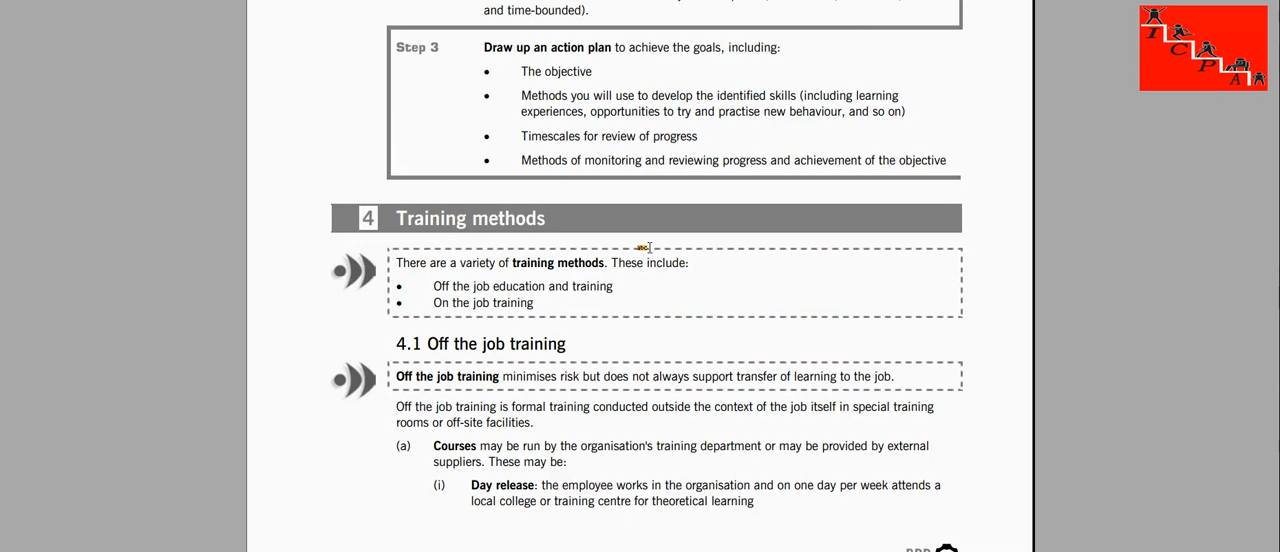 and time-bounded).
I
C
P
A
Step 3 Draw up an action plan to achieve the goals, including:
• The objective
• Methods you will use to develop the identified skills (including learning
experiences, opportunities to try and practise new behaviour, and so on)
• Timescales for review of progress
• Methods of monitoring and reviewing progress and achievement of the objective
4 Training methods
There are a variety of training methods. These include:
• Off the job education and training
• On the job training
4.1 Off the job training
Off the job training minimises risk but does not always support transfer of learning to the job.
Off the job training is formal training conducted outside the context of the job itself in special training
rooms or off-site facilities.
(a) Courses may be run by the organisation's training department or may be provided by external
suppliers. These may be:
(i) Day release: the employee works in the organisation and on one day per week attends a
local college or training centre for theoretical learning